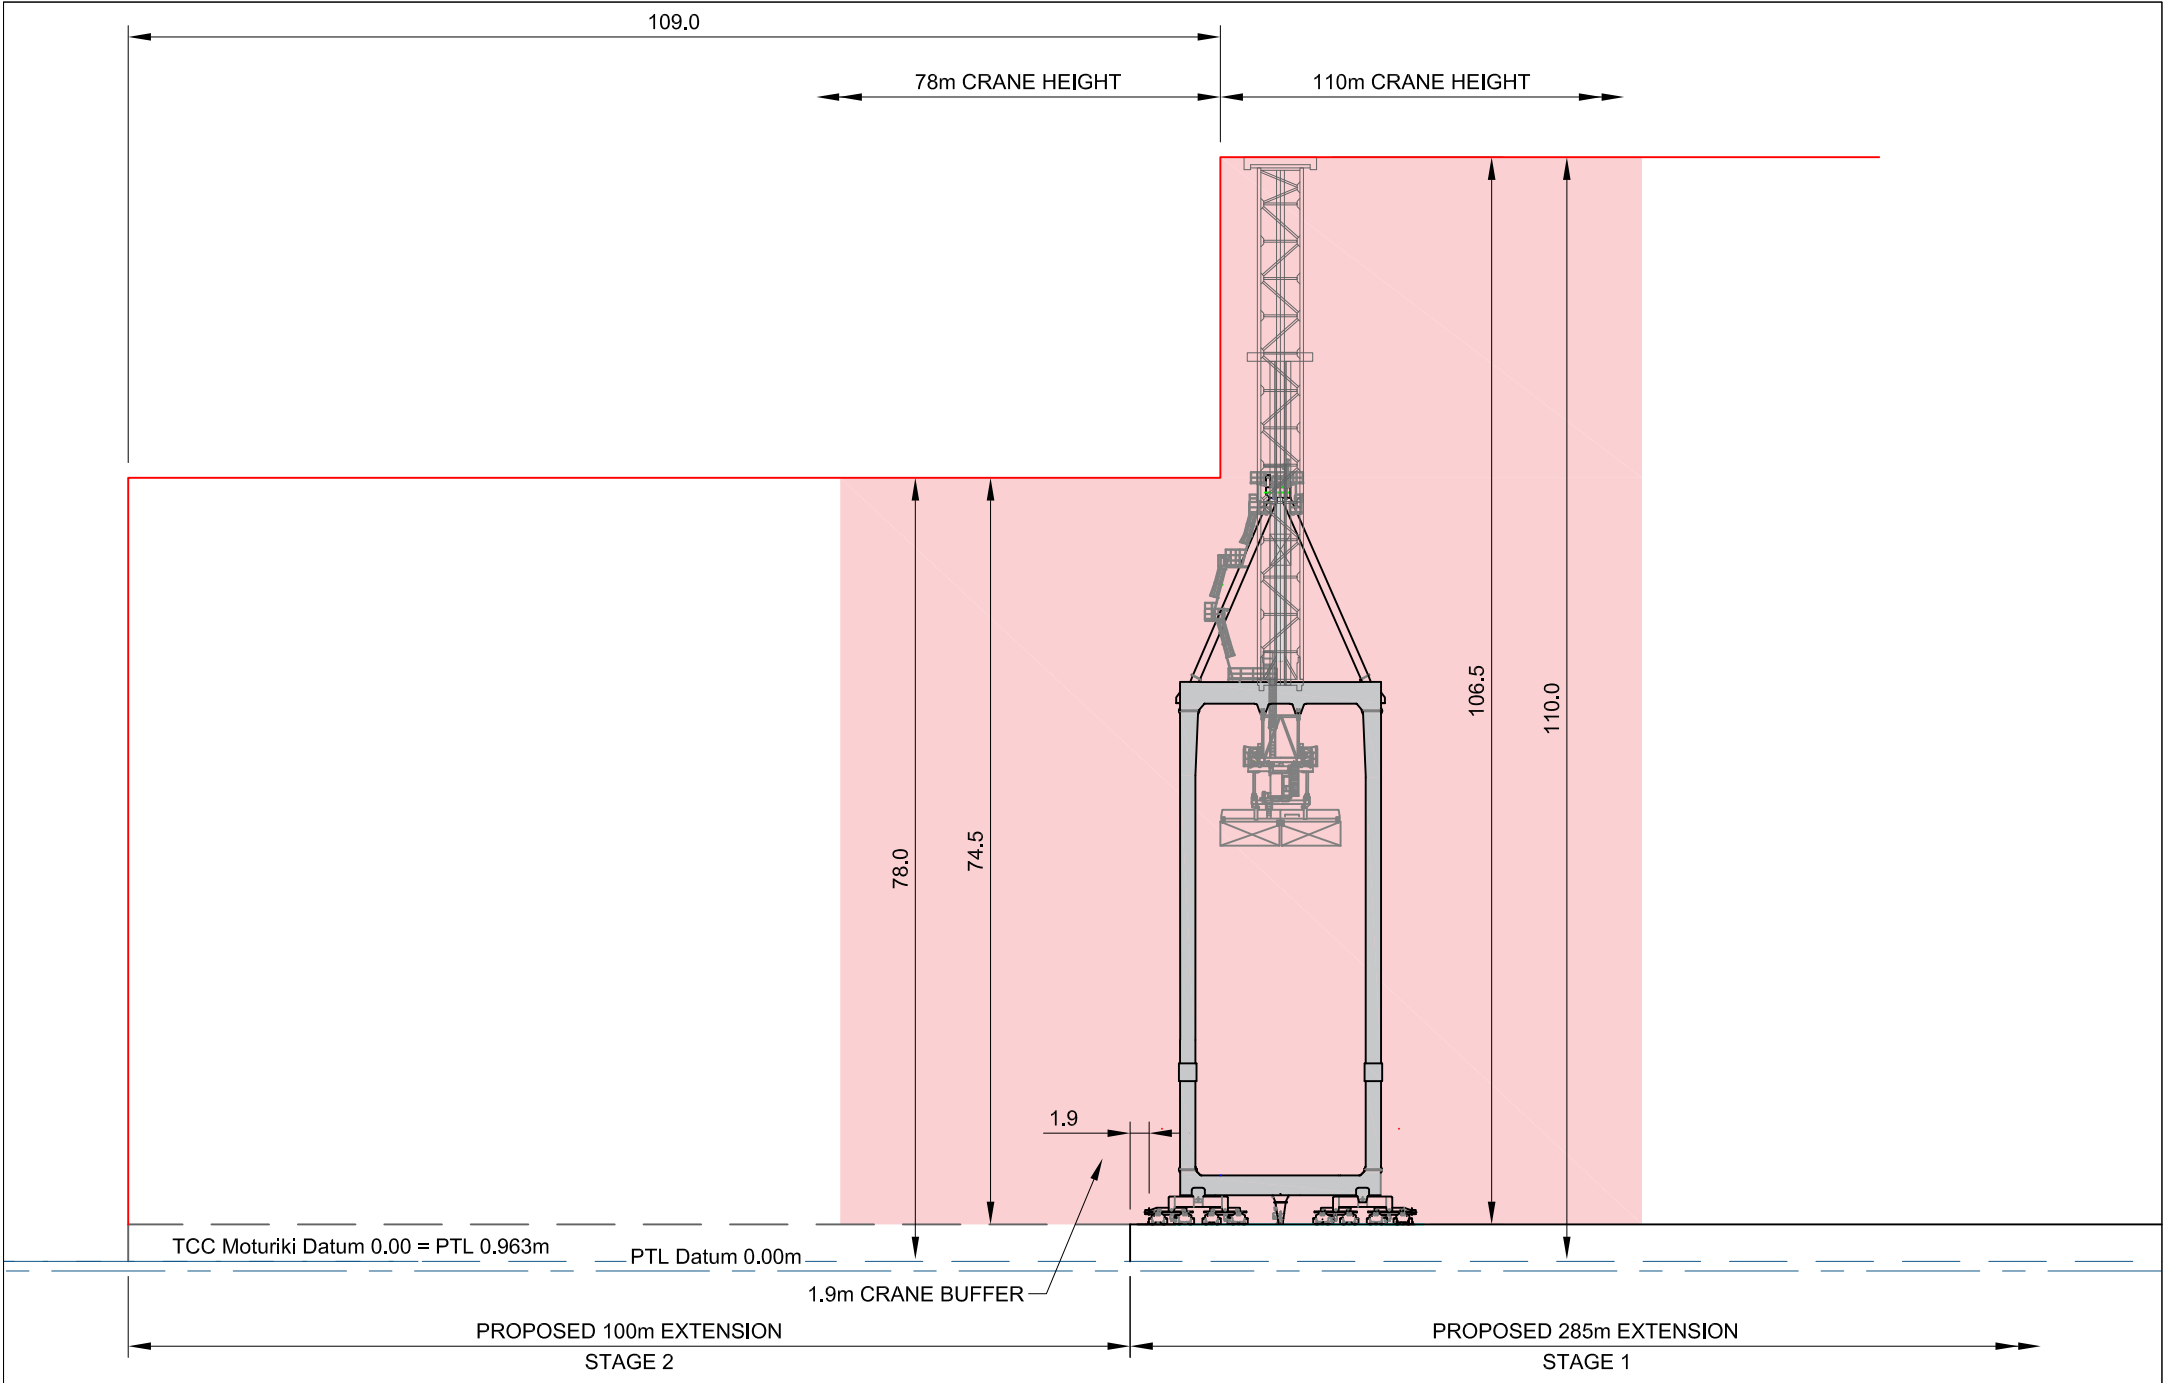 109.0
78m CRANE HEIGHT
110m CRANE HEIGHT
106.5
110.0
78.0
74.5
1.9
TCC Moturiki Datum 0.00 = PTL 0.963m
PTL Datum 0.00m
1.9m CRANE BUFFER
PROPOSED 100m EXTENSION
STAGE 2
PROPOSED 285m EXTENSION
STAGE 1